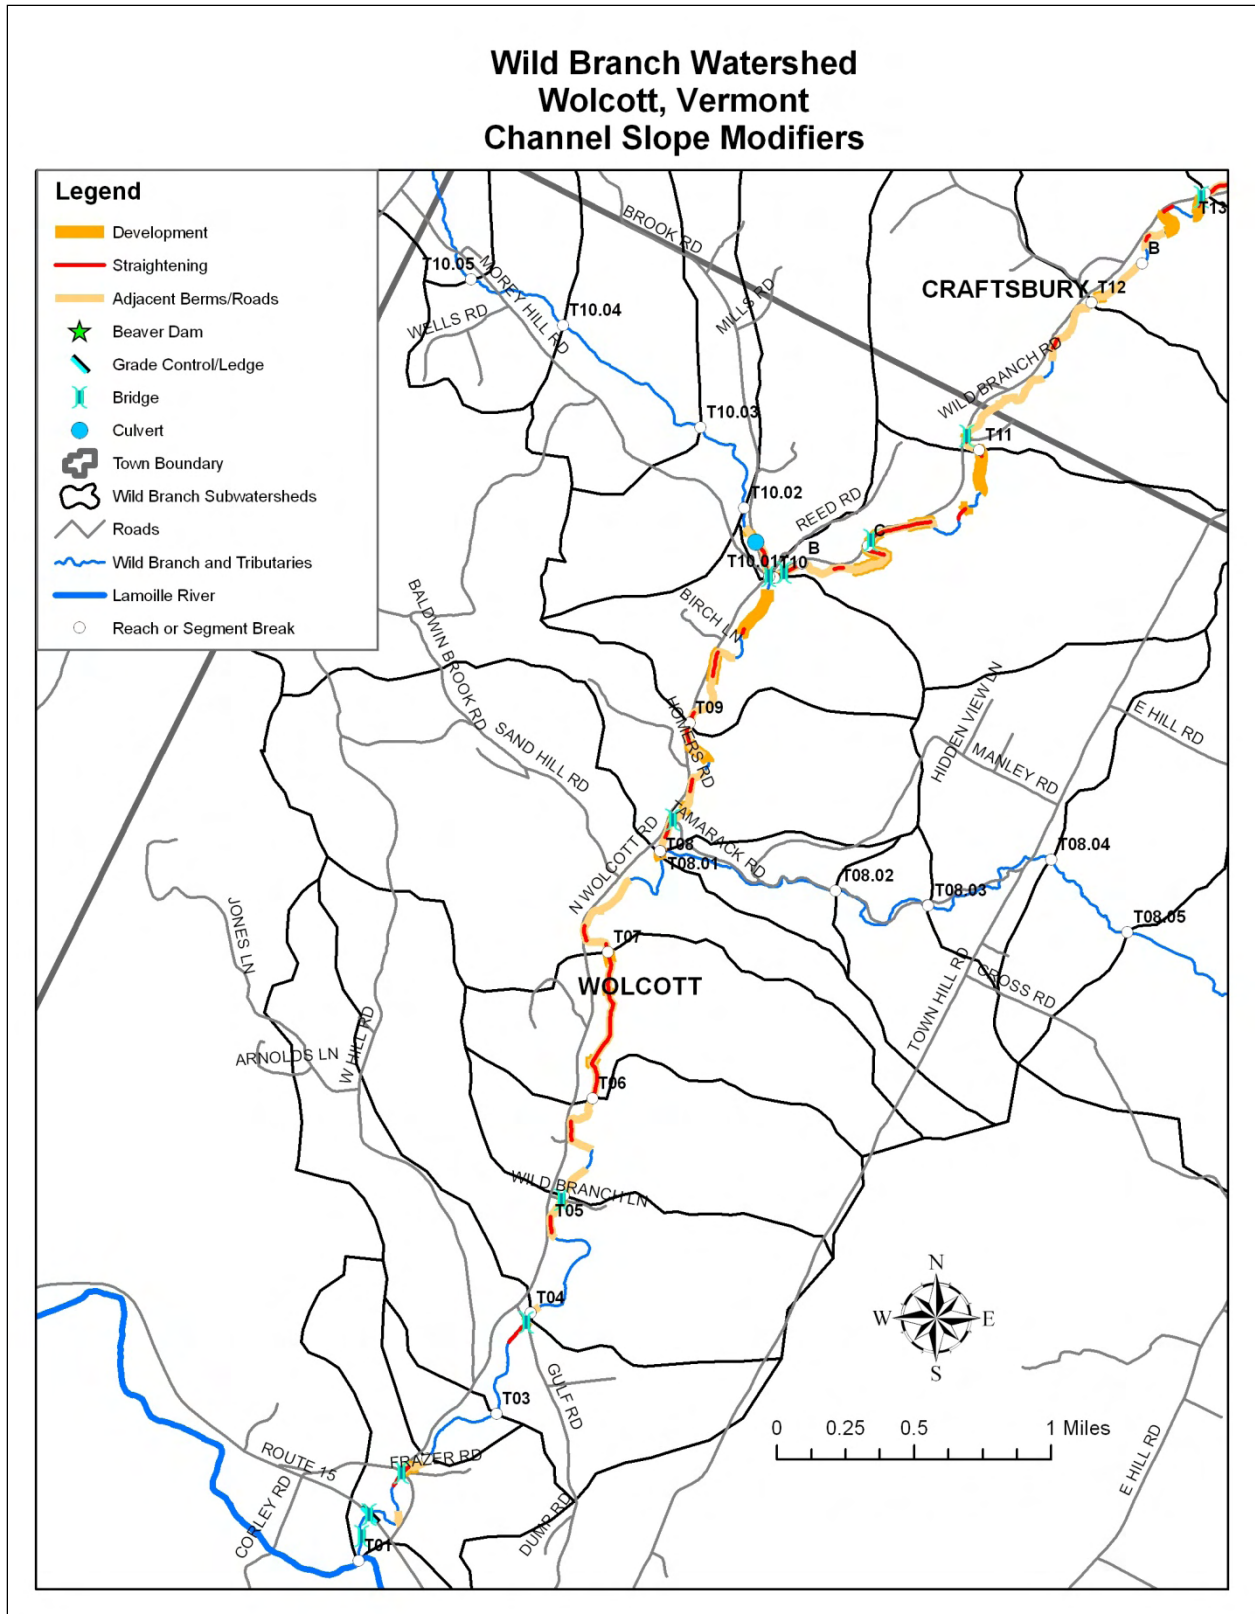 Wild Branch Watershed
Wolcott, Vermont
Channel Slope Modifiers
Legend
Development
Straightening
Adjacent Berms/Roads
Beaver Dam
Grade Control/Ledge
Bridge
Culvert
Town Boundary
Wild Branch Subwatersheds
Roads
Wild Branch and Tributaries
Lamoille River
Reach or Segment Break
BROOK RD
T13
B
T10.05
MOREY HILL RD
CRAFTSBURY
T12
T10.04
WELLS RD
MILLS RD
WILD BRANCH RD
T10.03
T11
T10.02
REED RD
C
B
T10.01
T10
BIRCH LN
BALDWIN BROOK RD
HOMERS RD
T09
HIDDEN VIEW LN
E HILL RD
SAND HILL RD
MANLEY RD
TAMARACK RD
N WOLCOTT RD
T08
T08.01
T08.04
T08.02
T08.03
T08.05
JONES LN
T07
CROSS RD
WOLCOTT
TOWN HILL RD
W HILL RD
ARNOLDS LN
T06
WILD BRANCH LN
T05
N
W
E
S
T04
GULF RD
T03
0
0.25
0.5
1 Miles
ROUTE 15
FRAZER RD
E HILL RD
CORLEY RD
DUMP RD
T01